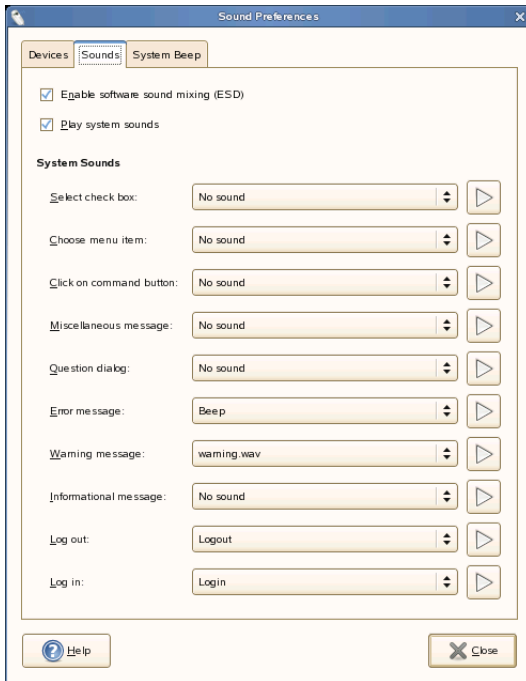 Sound Preferences
Devices Sounds System Beep
Enable software sound mixing (ESD)
Play system sounds
System Sounds
Select check box: No sound
Choose menu item: No sound
Click on command button: No sound
Miscellaneous message: No sound
Question dialog: No sound
Error message: Beep
Warning message: warning.wav
Informational message: No sound
Log out: Logout
Log in: Login
Help Close